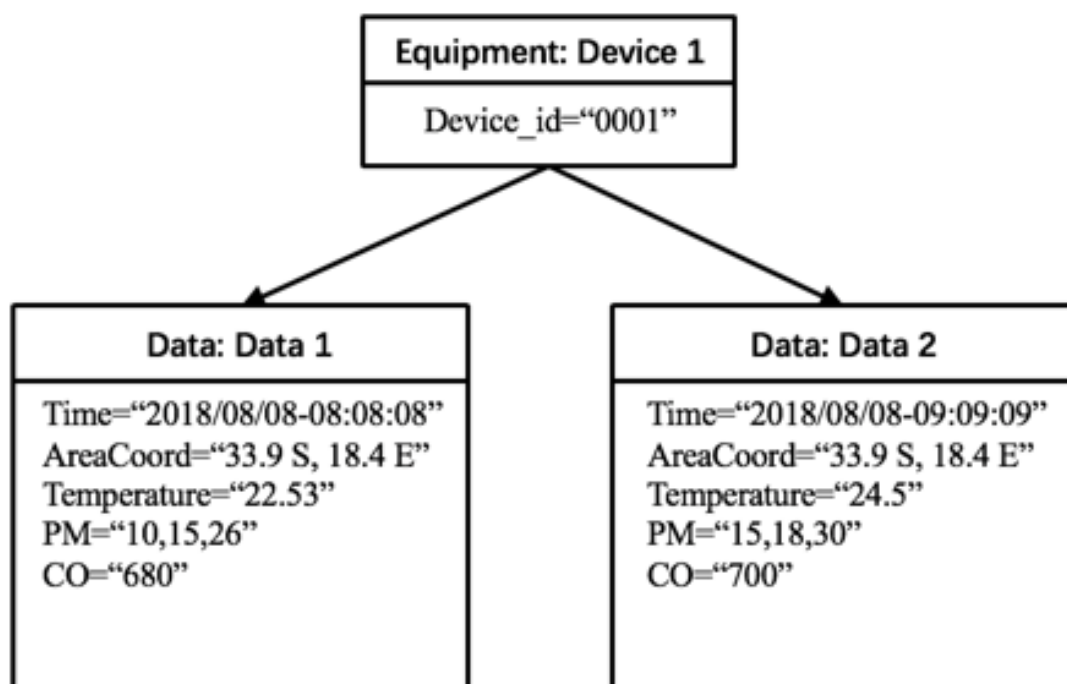 Equipment: Device 1
Device_id=“0001”
Data: Data 1
Time=“2018/08/08-08:08:08”
AreaCoord=“33.9 S, 18.4 E”
Temperature=“22.53”
PM=“10,15,26”
CO=“680”
Data: Data 2
Time=“2018/08/08-09:09:09”
AreaCoord=“33.9 S, 18.4 E”
Temperature=“24.5”
PM=“15,18,30”
CO=“700”